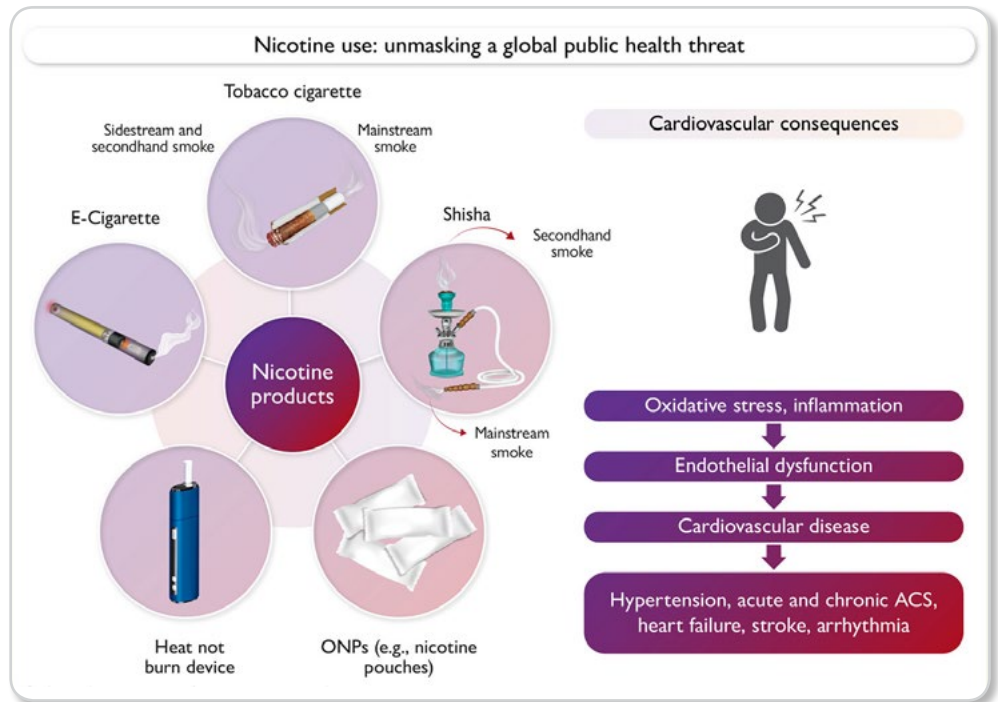 Nicotine use: unmasking a global public health threat
Tobacco cigarette
Sidestream and
secondhand smoke
Mainstream
smoke
E-Cigarette
Shisha
Secondhand
smoke
Nicotine
products
Mainstream
smoke
Heat not
burn device
ONPs (e.g., nicotine
pouches)
Cardiovascular consequences
Oxidative stress, inflammation
Endothelial dysfunction
Cardiovascular disease
Hypertension, acute and chronic ACS,
heart failure, stroke, arrhythmia